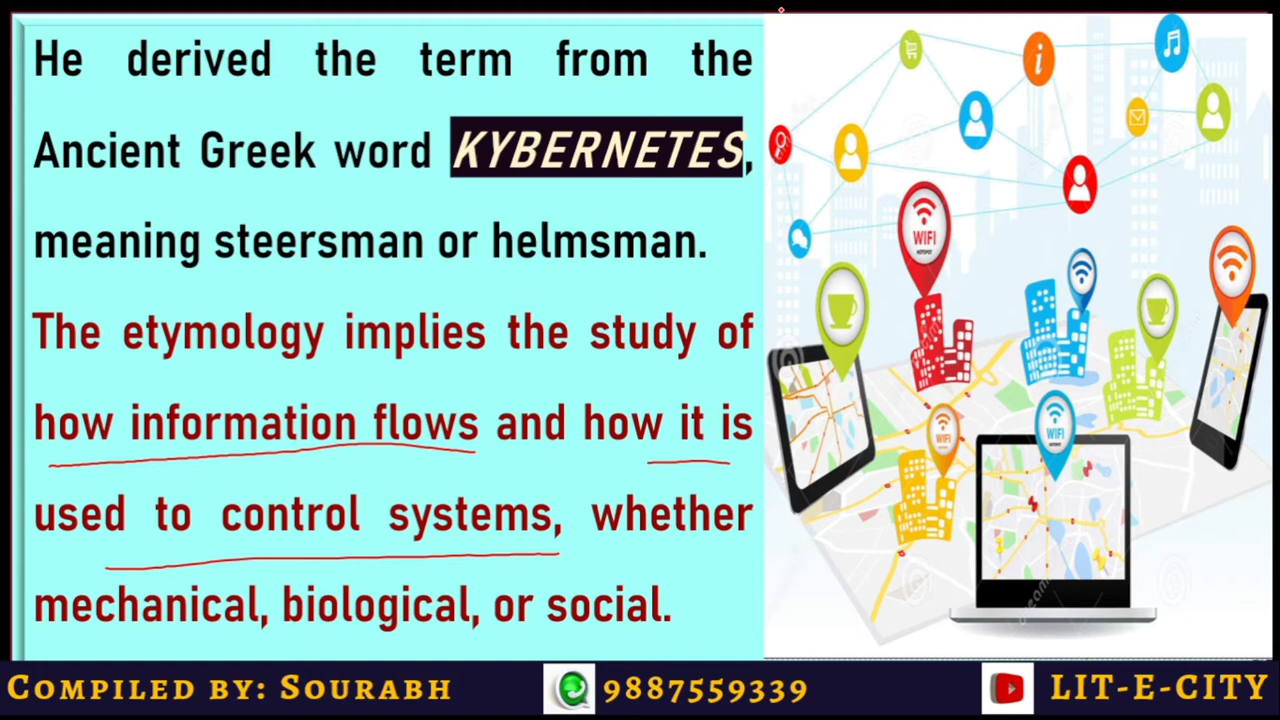 He derived the term from the
Ancient Greek word KYBERNETES,
meaning steersman or helmsman.
The etymology implies the study of
how information flows and how it is
used to control systems, whether
mechanical, biological, or social.
WIFI
HOTSPOT
WIFI
WIFI
COMPILED BY: SOURABH
9887559339
LIT-E-CITY